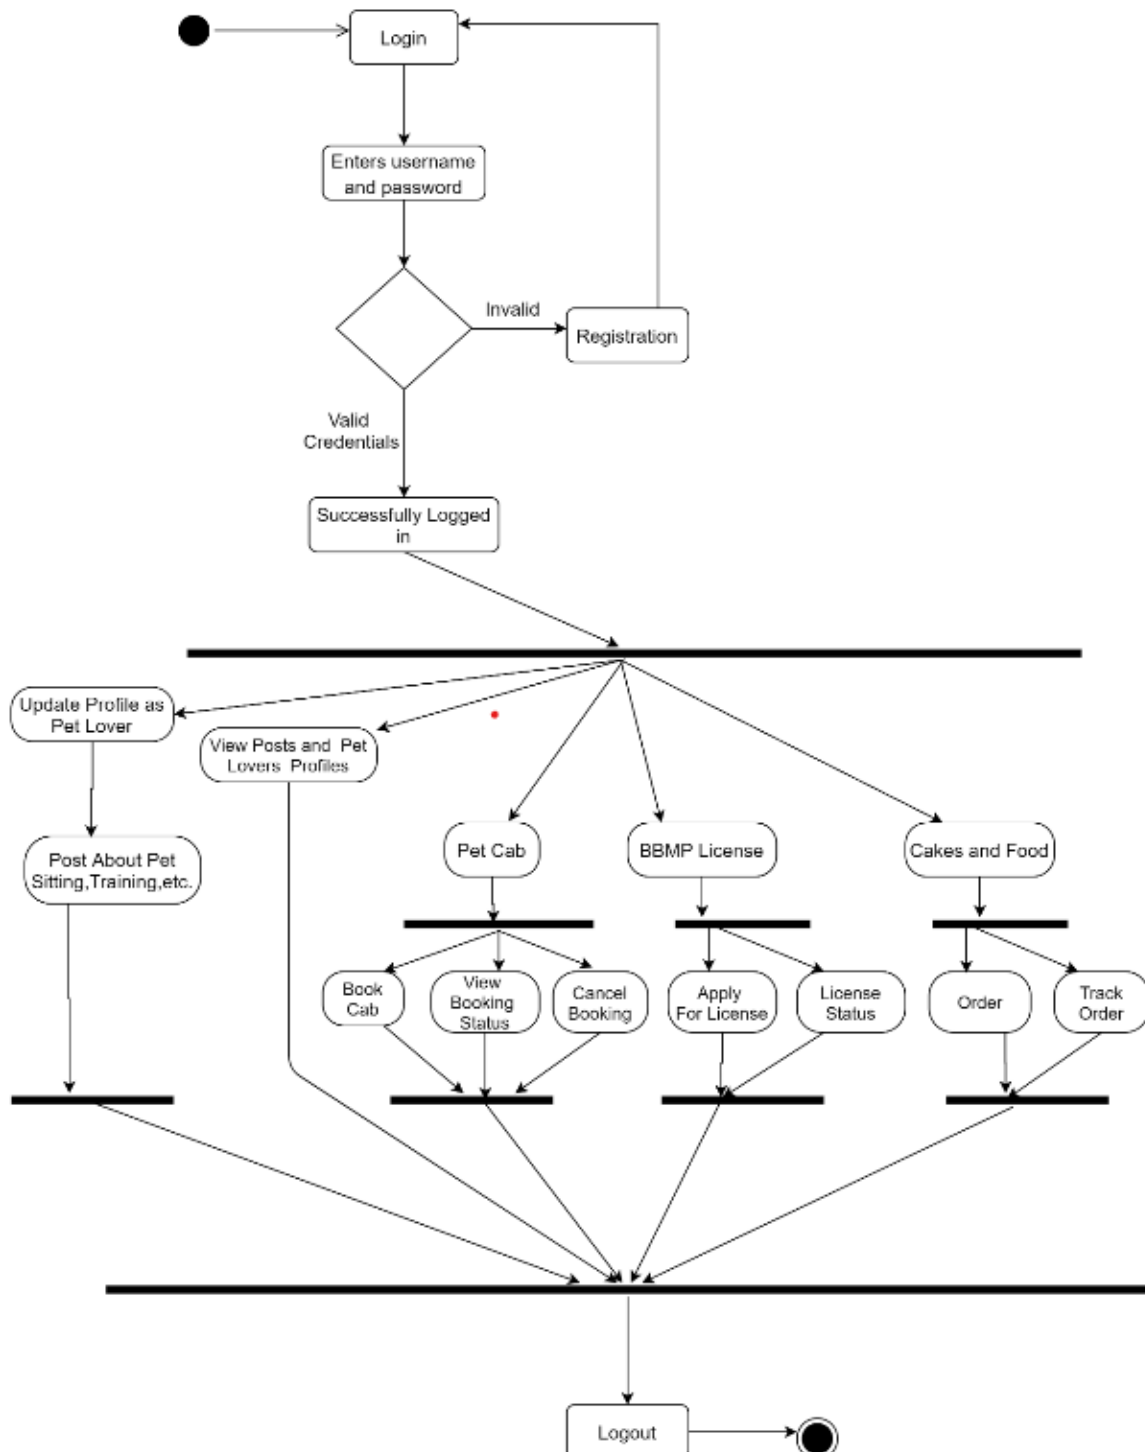 Login
Enters username
and password
Invalid
Registration
Valid
Credentials
Successfully Logged
in
Update Profile as
Pet Lover
View Posts and Pet
Lovers Profiles
Post About Pet
Sitting,Training,etc.
Pet Cab
BBMP License
Cakes and Food
Book
Cab
View
Booking
Status
Cancel
Booking
Apply
For License
License
Status
Order
Track
Order
Logout